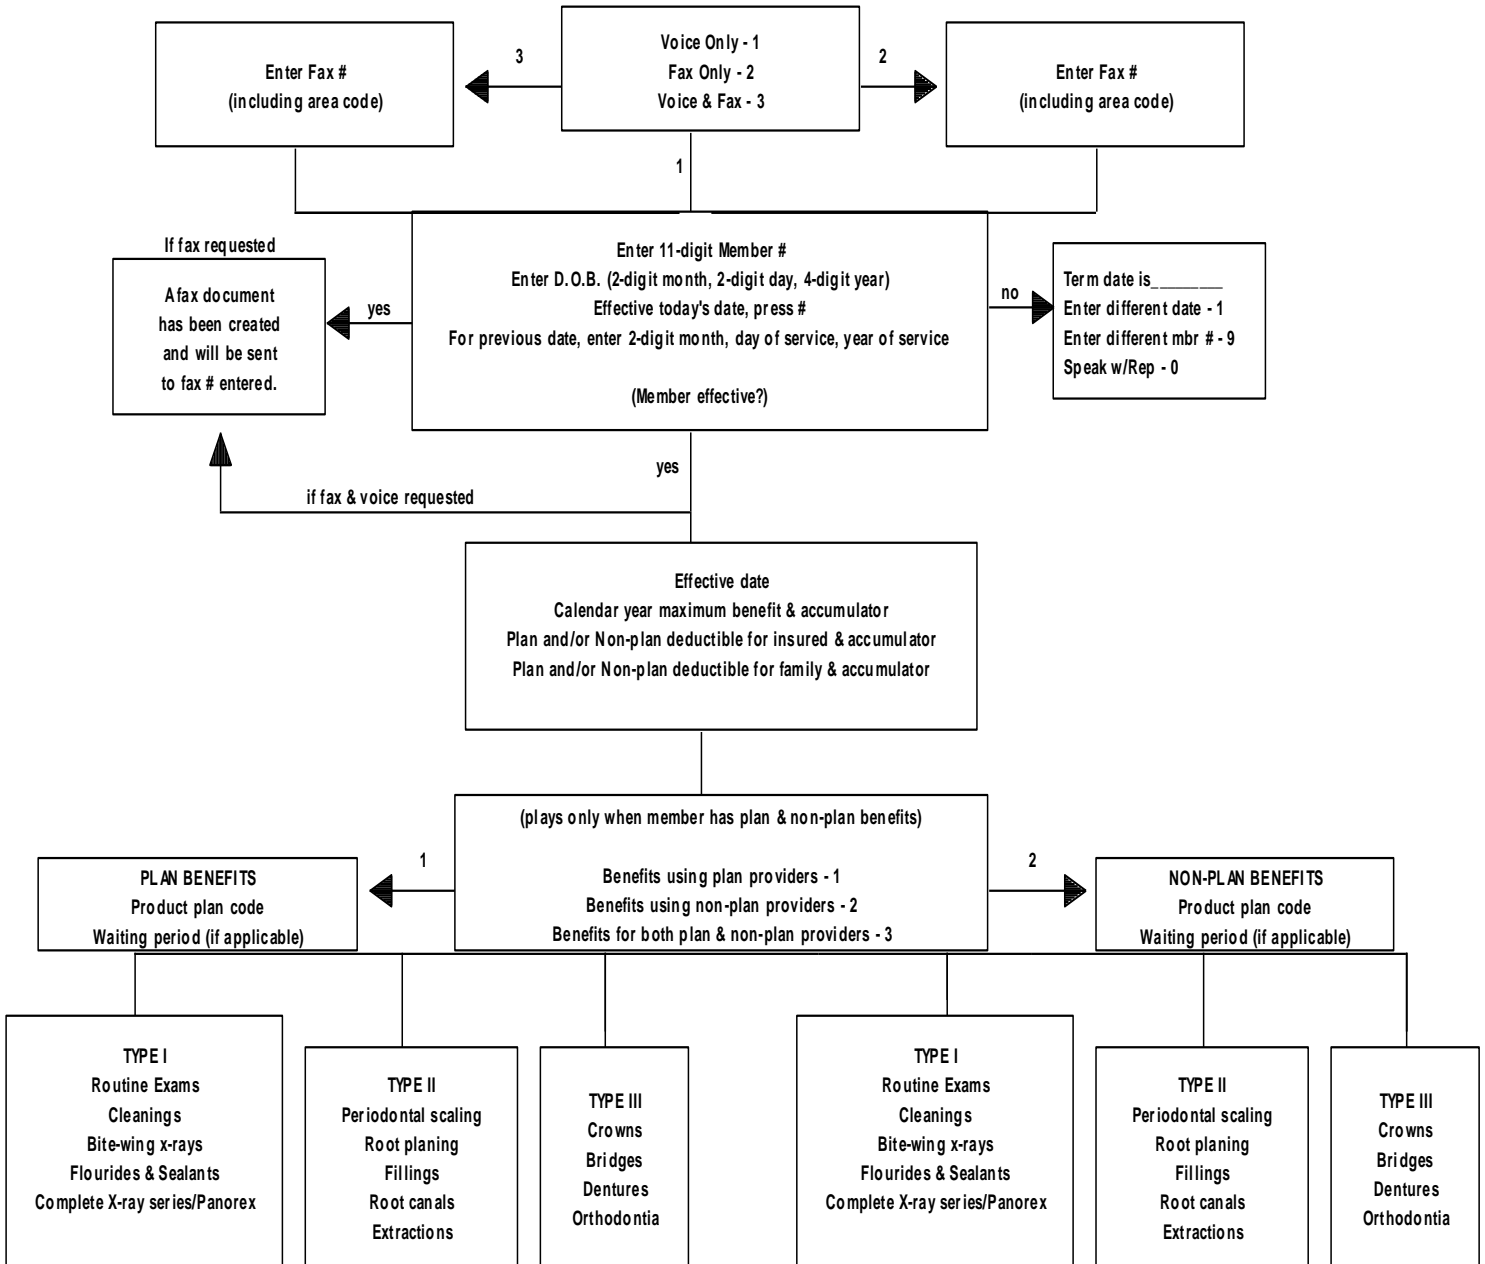 Voice Only - 1
Fax Only - 2
Voice & Fax - 3
3
2
Enter Fax #
(including area code)
Enter Fax #
(including area code)
1
If fax requested
A fax document
has been created
and will be sent
to fax # entered.
yes
Enter 11-digit Member #
Enter D.O.B. (2-digit month, 2-digit day, 4-digit year)
Effective today's date, press #
For previous date, enter 2-digit month, day of service, year of service
(Member effective?)
no
Term date is_________
Enter different date - 1
Enter different mbr # - 9
Speak w/Rep - 0
yes
if fax & voice requested
Effective date
Calendar year maximum benefit & accumulator
Plan and/or Non-plan deductible for insured & accumulator
Plan and/or Non-plan deductible for family & accumulator
(plays only when member has plan & non-plan benefits)
Benefits using plan providers - 1
Benefits using non-plan providers - 2
Benefits for both plan & non-plan providers - 3
1
2
PLAN BENEFITS
Product plan code
Waiting period (if applicable)
NON-PLAN BENEFITS
Product plan code
Waiting period (if applicable)
TYPE I
Routine Exams
Cleanings
Bite-wing x-rays
Flourides & Sealants
Complete X-ray series/Panorex
TYPE II
Periodontal scaling
Root planing
Fillings
Root canals
Extractions
TYPE III
Crowns
Bridges
Dentures
Orthodontia
TYPE I
Routine Exams
Cleanings
Bite-wing x-rays
Flourides & Sealants
Complete X-ray series/Panorex
TYPE II
Periodontal scaling
Root planing
Fillings
Root canals
Extractions
TYPE III
Crowns
Bridges
Dentures
Orthodontia